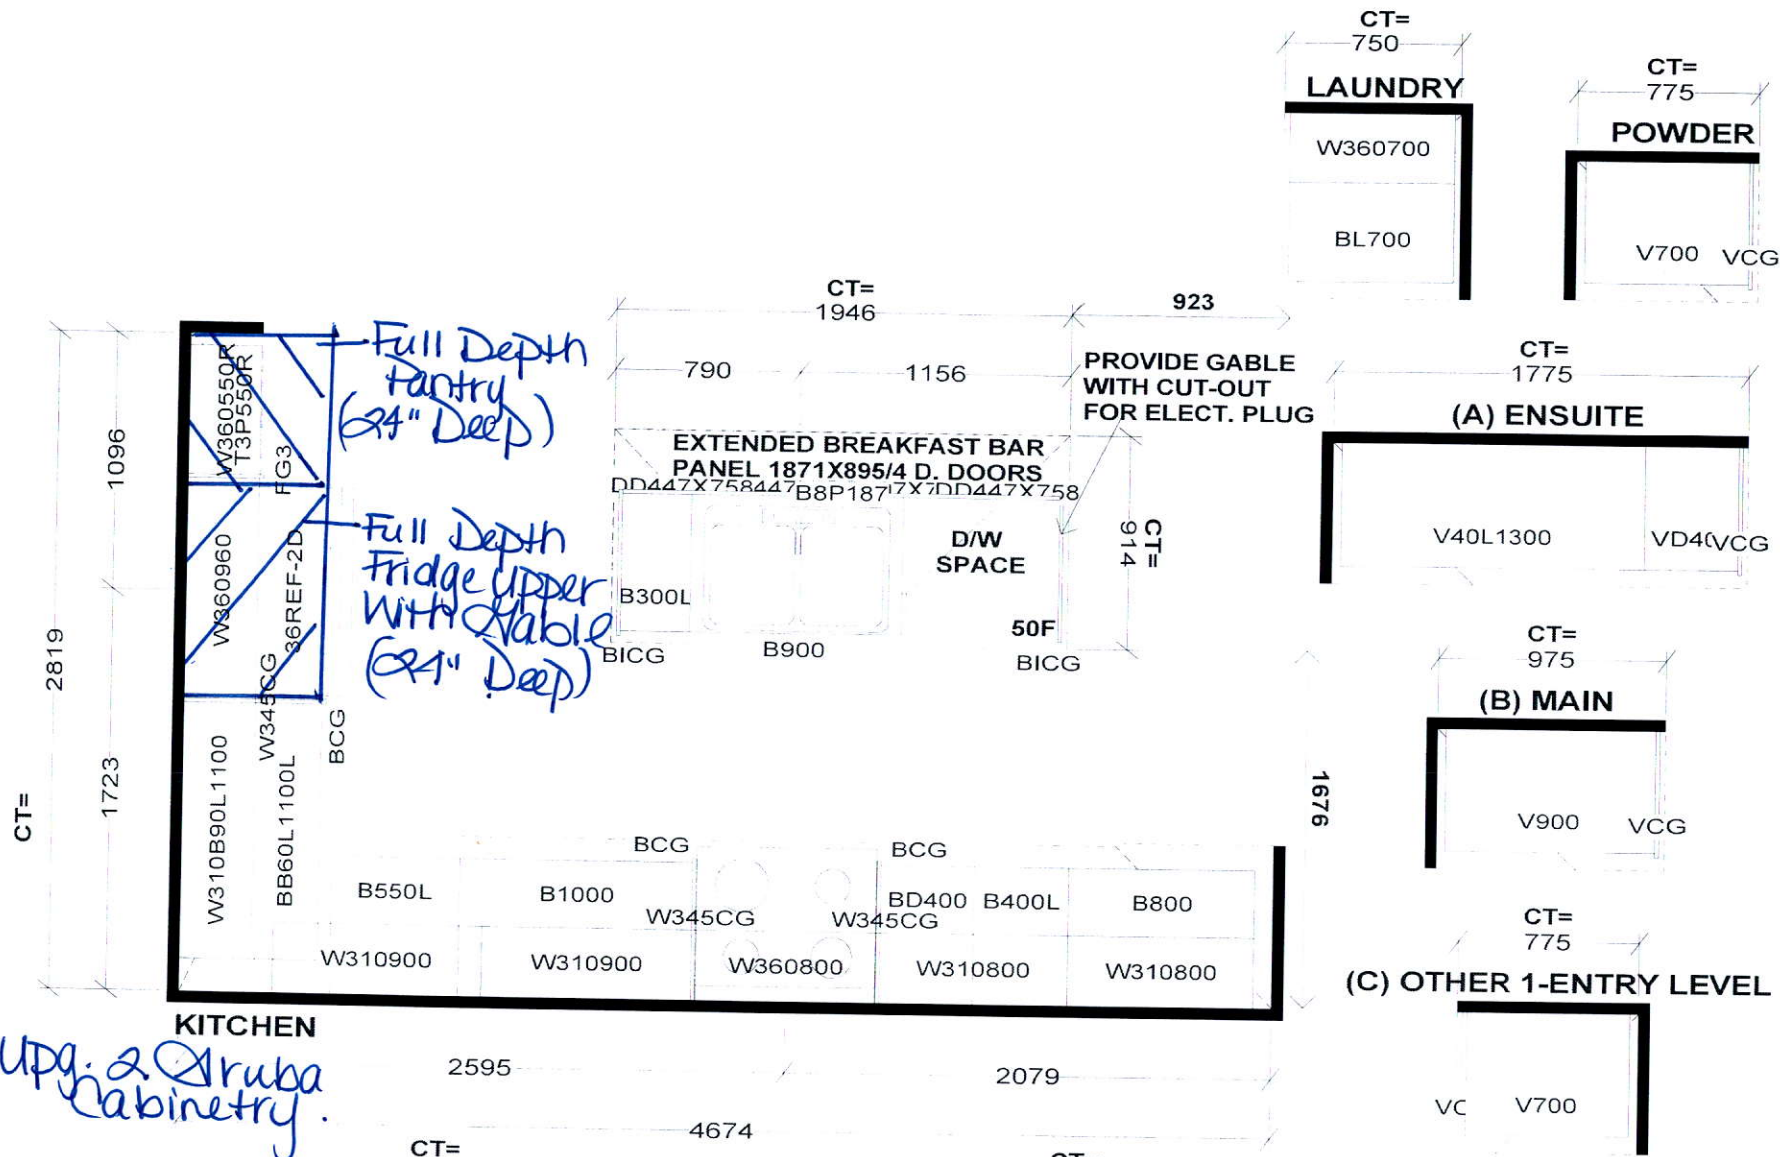 CT=
750
LAUNDRY
W360700
BL700
CT=
775
POWDER
V700 VCG
CT=
1946
923
790
1156
PROVIDE GABLE
WITH CUT-OUT
FOR ELECT. PLUG
EXTENDED BREAKFAST BAR
PANEL 1871X895/4 D. DOORS
DD447X758
B8P187
DD447X758
D/W
SPACE
B300L
B900
50F
BICG
BICG
CT=
914
Full Depth
Pantry
(24" Deep)
Full Depth
Fridge Upper
With Gable
(24" Deep)
W360550R
T3P550R
FG3
W360960
36REF-2D
W345CG
BCG
W310B90L1100
BB60L1100L
1096
2819
1723
CT=
BCG
BCG
B550L
B1000
W345CG
W345CG
BD400
B400L
B800
W310900
W310900
W360800
W310800
W310800
1676
KITCHEN
Upg. 2 Aruba
Cabinetry.
2595
2079
4674
CT=
CT=
1775
(A) ENSUITE
V40L1300
VCG
CT=
975
(B) MAIN
V900
VCG
CT=
775
(C) OTHER 1-ENTRY LEVEL
V700